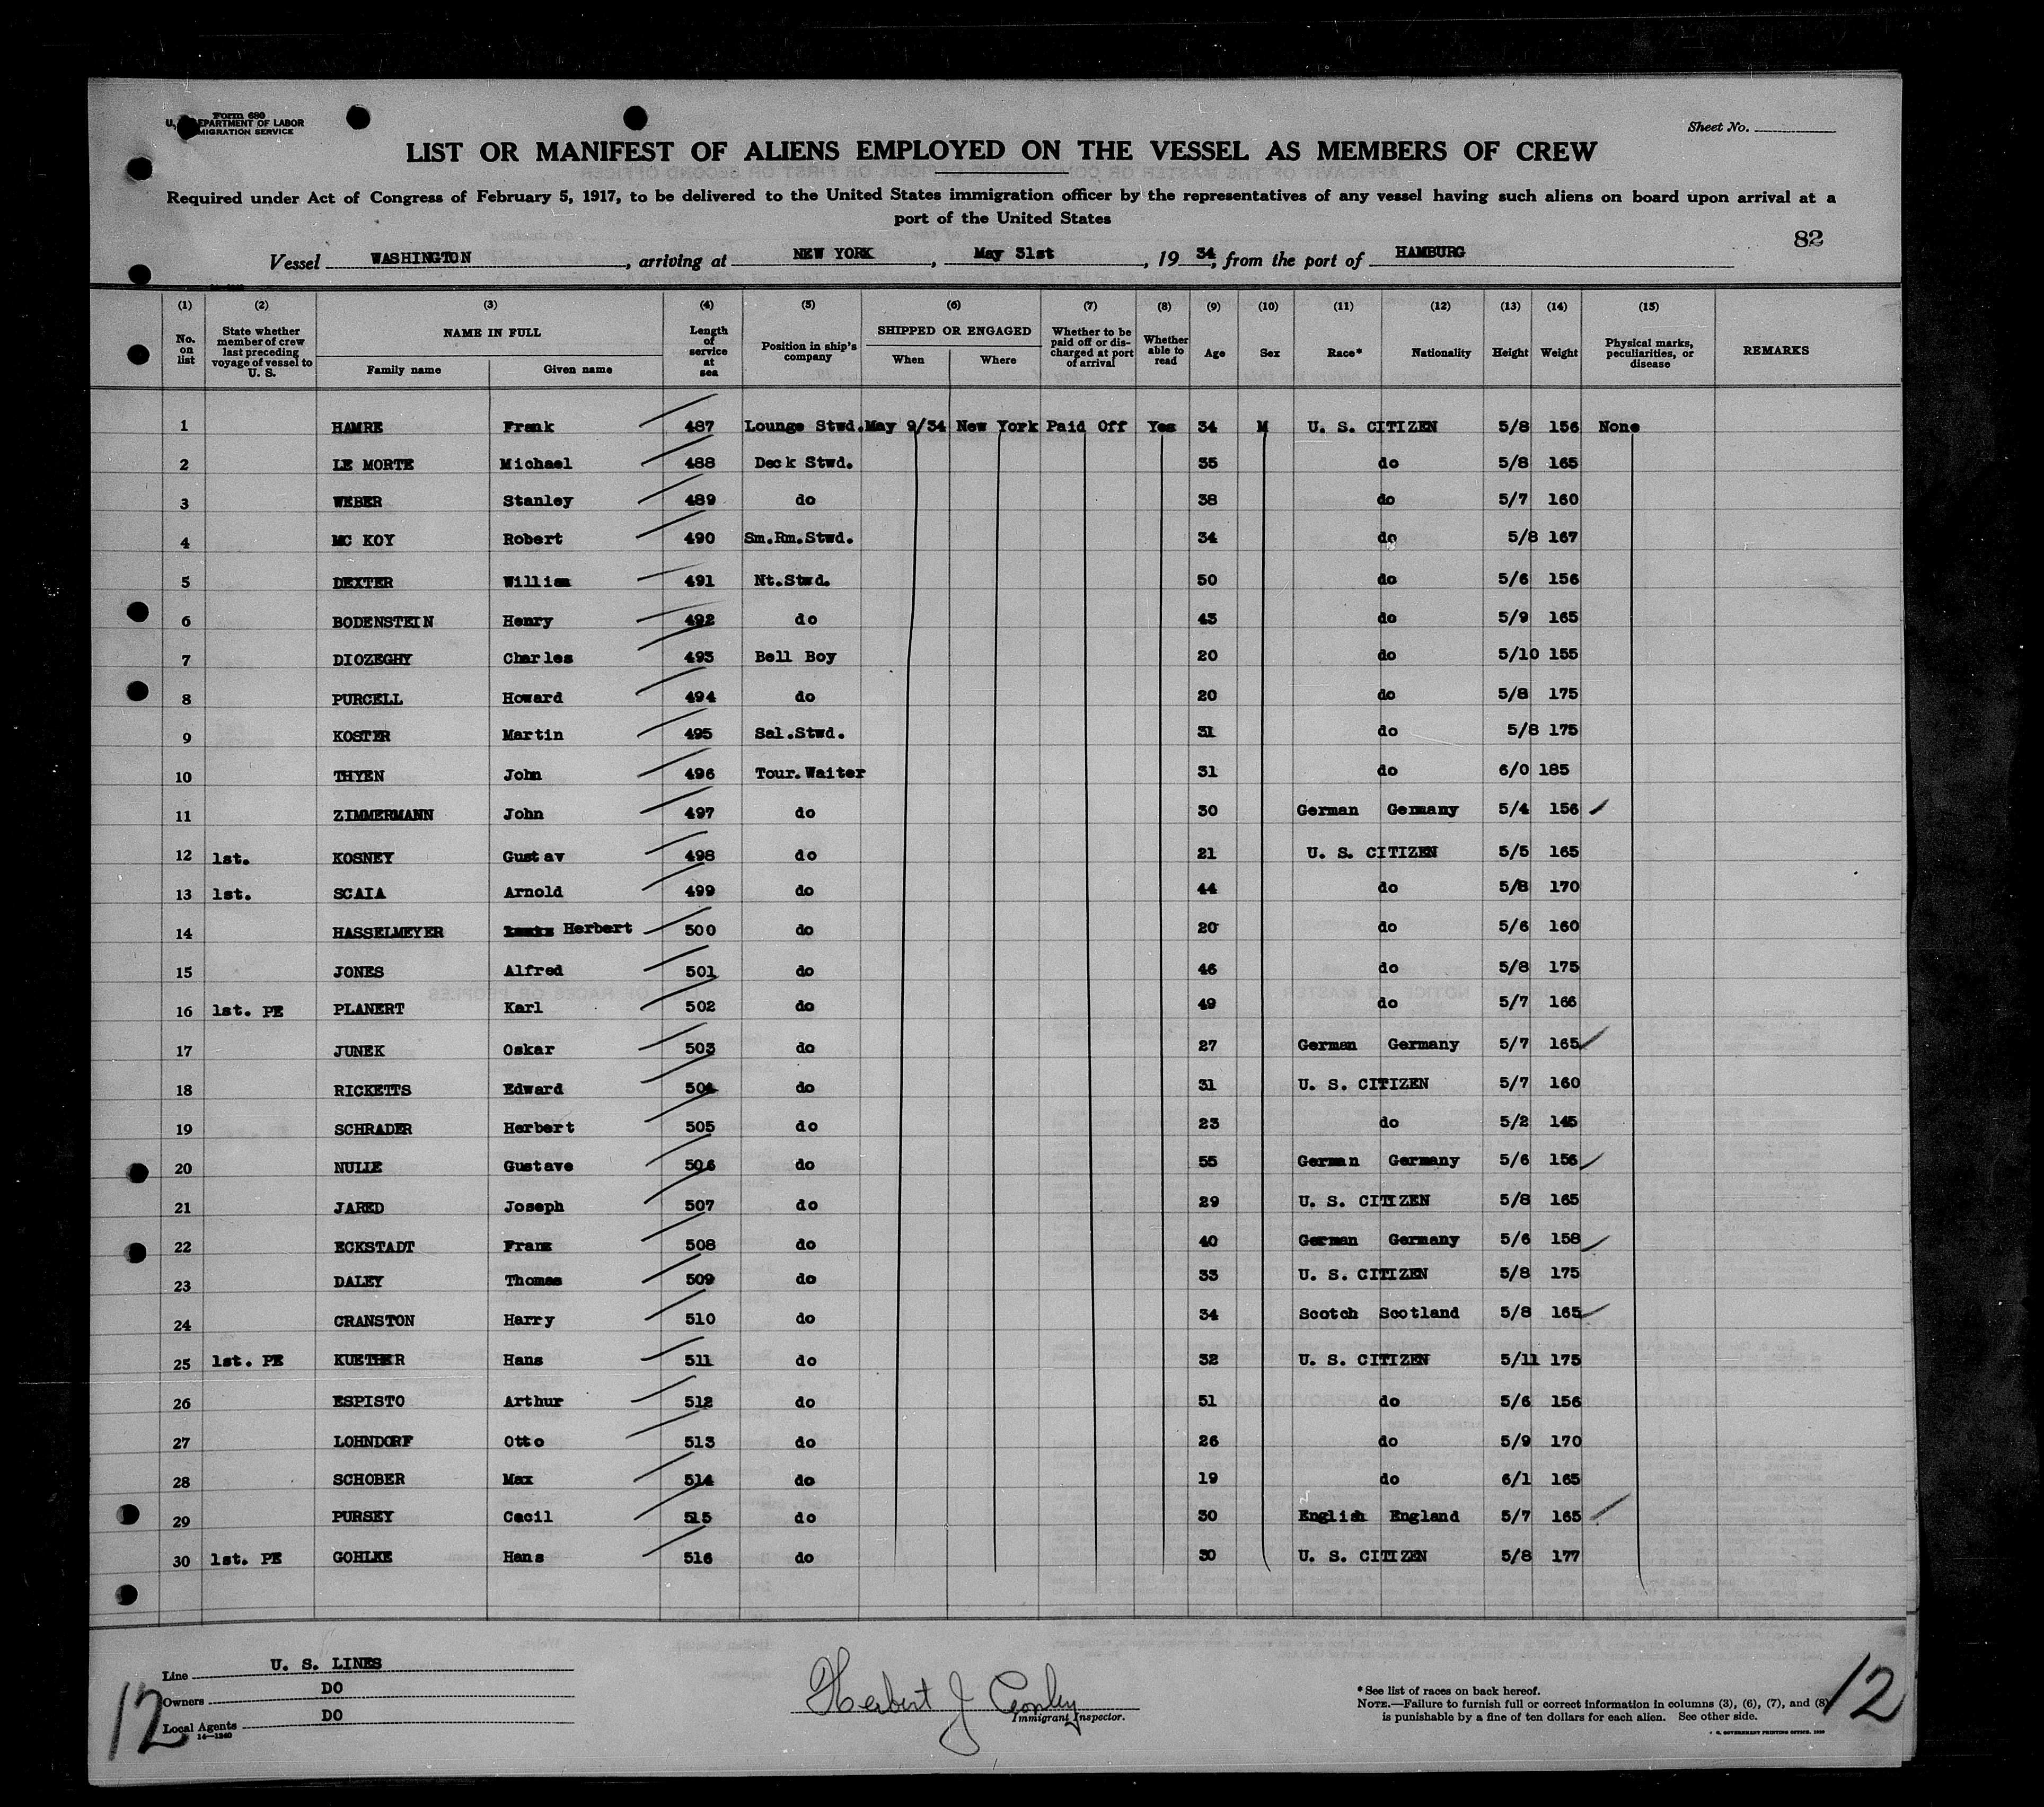 Form 680
U. S. DEPARTMENT OF LABOR
IMMIGRATION SERVICE
Sheet No.
LIST OR MANIFEST OF ALIENS EMPLOYED ON THE VESSEL AS MEMBERS OF CREW
Required under Act of Congress of February 5, 1917, to be delivered to the United States immigration officer by the representatives of any vessel having such aliens on board upon arrival at a
port of the United States
82
Vessel WASHINGTON, arriving at NEW YORK, May 31st, 19 34, from the port of HAMBURG
(1) (2) (3) (4) (5) (6) (7) (8) (9) (10) (11) (12) (13) (14) (15)
No. on list
State whether member of crew last preceding voyage of vessel to U. S.
NAME IN FULL
Family name
Given name
Length of service at sea
Position in ship's company
SHIPPED OR ENGAGED
When
Where
Whether to be paid off or discharged at port of arrival
Whether able to read
Age
Sex
Race*
Nationality
Height
Weight
Physical marks, peculiarities, or disease
REMARKS
1 HAMRE Frank 487 Lounge Stwd. May 9/34 New York Paid Off Yes 34 M U. S. CITIZEN 5/8 156 None
2 LE MORTE Michael 488 Deck Stwd. 35 do 5/8 165
3 WEBER Stanley 489 do 38 do 5/7 160
4 MC KOY Robert 490 Sm.Rm.Stwd. 34 do 5/8 167
5 DEXTER William 491 Nt.Stwd. 50 do 5/6 156
6 BODENSTEIN Henry 492 do 43 do 5/9 165
7 DIOZEGHY Charles 493 Bell Boy 20 do 5/10 155
8 PURCELL Howard 494 do 20 do 5/8 175
9 KOSTER Martin 495 Sal.Stwd. 31 do 5/8 175
10 THYEN John 496 Tour.Waiter 31 do 6/0 185
11 ZIMMERMANN John 497 do 30 German Germany 5/4 156
12 1st. KOSNEY Gustav 498 do 21 U. S. CITIZEN 5/5 165
13 1st. SCAIA Arnold 499 do 44 do 5/8 170
14 HASSELMEYER Herbert 500 do 20 do 5/6 160
15 JONES Alfred 501 do 46 do 5/8 175
16 1st. PE PLANERT Karl 502 do 49 do 5/7 166
17 JUNEK Oskar 503 do 27 German Germany 5/7 165
18 RICKETTS Edward 504 do 31 U. S. CITIZEN 5/7 160
19 SCHRADER Herbert 505 do 23 do 5/2 145
20 NULLE Gustave 506 do 55 German Germany 5/6 156
21 JARED Joseph 507 do 29 U. S. CITIZEN 5/8 165
22 ECKSTADT Franz 508 do 40 German Germany 5/6 158
23 DALEY Thomas 509 do 33 U. S. CITIZEN 5/8 175
24 CRANSTON Harry 510 do 34 Scotch Scotland 5/8 165
25 1st. PE KUETHER Hans 511 do 32 U. S. CITIZEN 5/11 175
26 ESPISTO Arthur 512 do 51 do 5/6 156
27 LOHNDORF Otto 513 do 26 do 5/9 170
28 SCHOBER Max 514 do 19 do 6/1 165
29 PURSEY Cecil 515 do 30 English England 5/7 165
30 1st. PE GOHLKE Hans 516 do 30 U. S. CITIZEN 5/8 177
Line U. S. LINES
Owners DO
Local Agents DO
14—1240
12
Herbert J
Immigrant Inspector.
* See list of races on back hereof.
NOTE.—Failure to furnish full or correct information in columns (3), (6), (7), and (8)
is punishable by a fine of ten dollars for each alien. See other side.
12